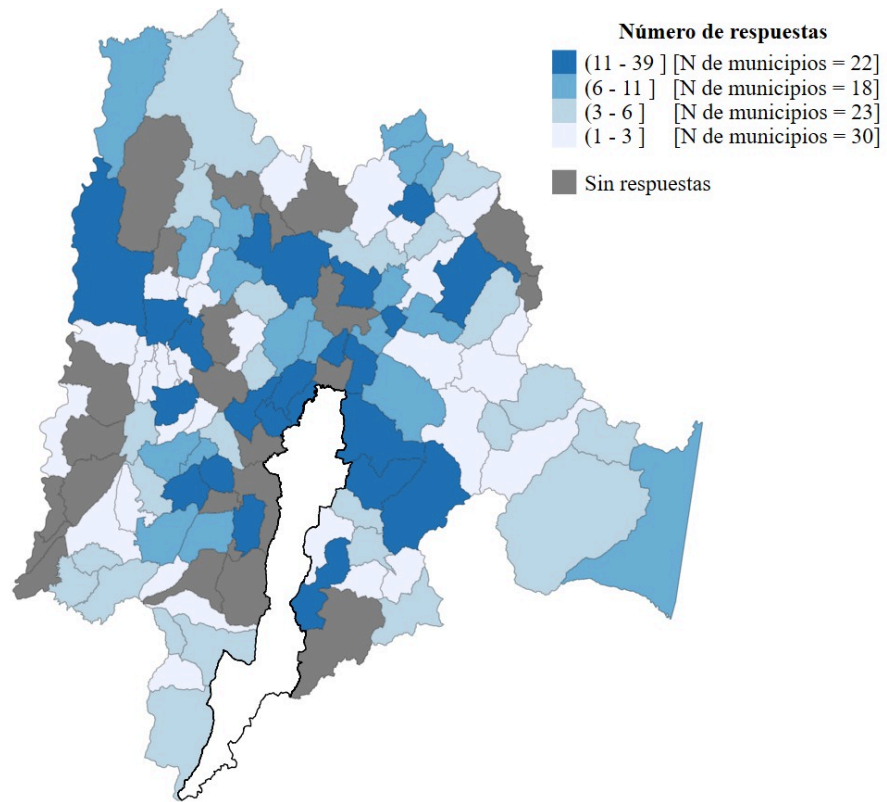 Número de respuestas
(11 - 39 ] [N de municipios = 22]
(6 - 11 ] [N de municipios = 18]
(3 - 6 ] [N de municipios = 23]
(1 - 3 ] [N de municipios = 30]
Sin respuestas